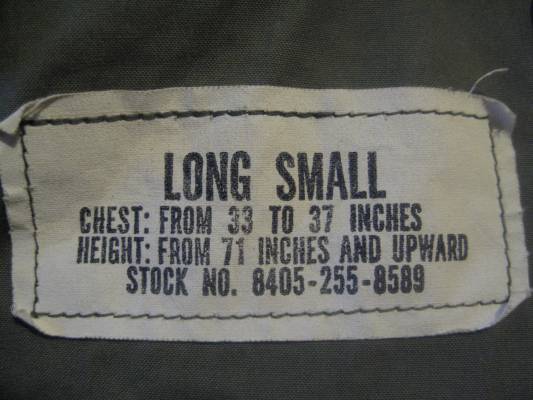 LONG SMALL
CHEST: FROM 33 TO 37 INCHES
HEIGHT: FROM 71 INCHES AND UPWARD
STOCK NO. 8405-255-8589